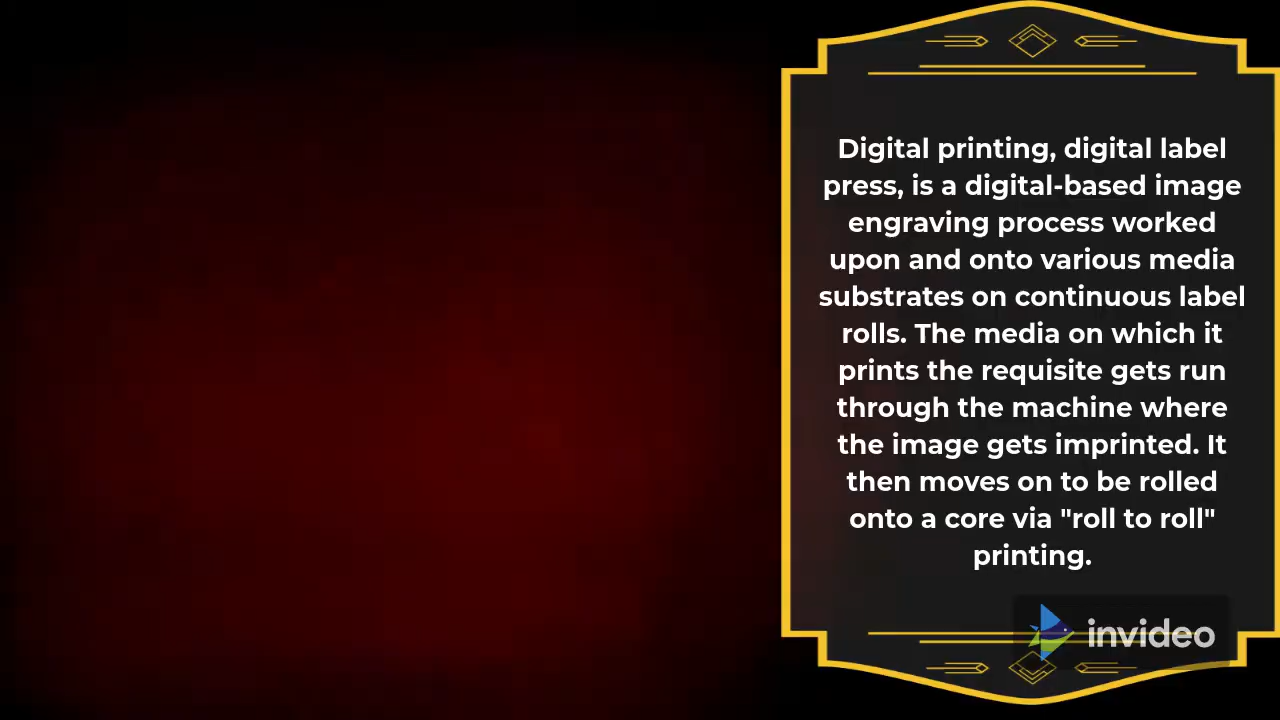 Digital printing, digital label
press, is a digital-based image
engraving process worked
upon and onto various media
substrates on continuous label
rolls. The media on which it
prints the requisite gets run
through the machine where
the image gets imprinted. It
then moves on to be rolled
onto a core via "roll to roll"
printing.
invideo